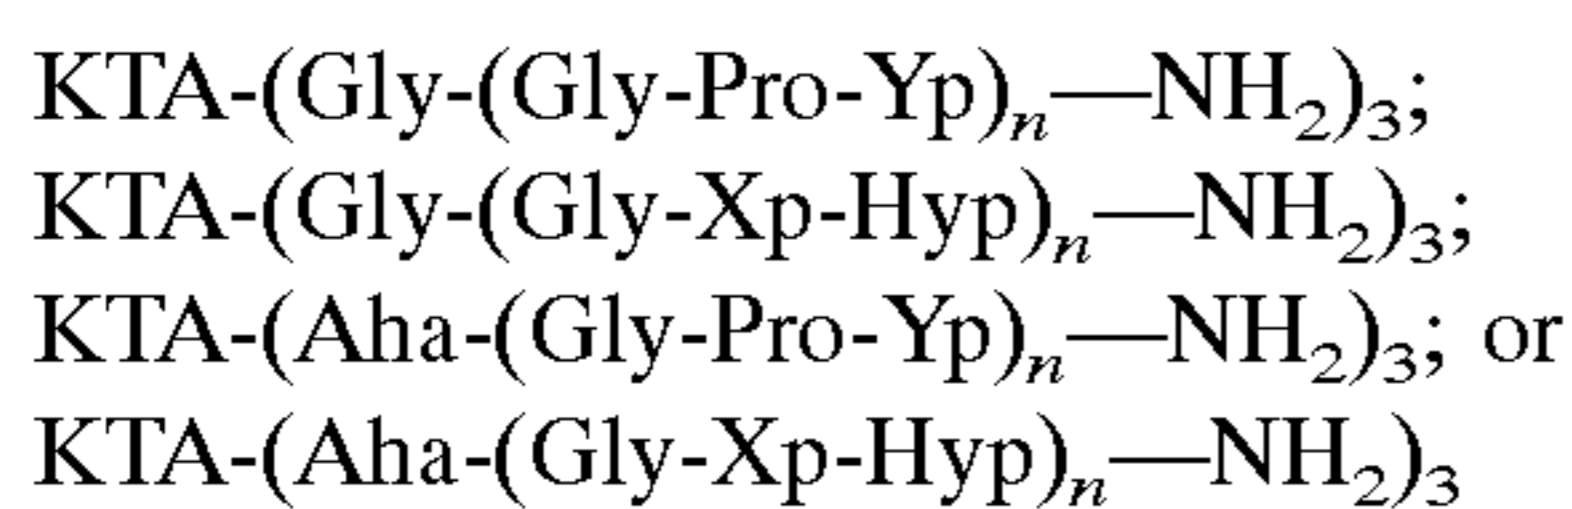 KTA-(Gly-(Gly-Pro-Yp)n—NH2)3;
KTA-(Gly-(Gly-Xp-Hyp)n—NH2)3;
KTA-(Aha-(Gly-Pro-Yp)n—NH2)3; or
KTA-(Aha-(Gly-Xp-Hyp)n—NH2)3